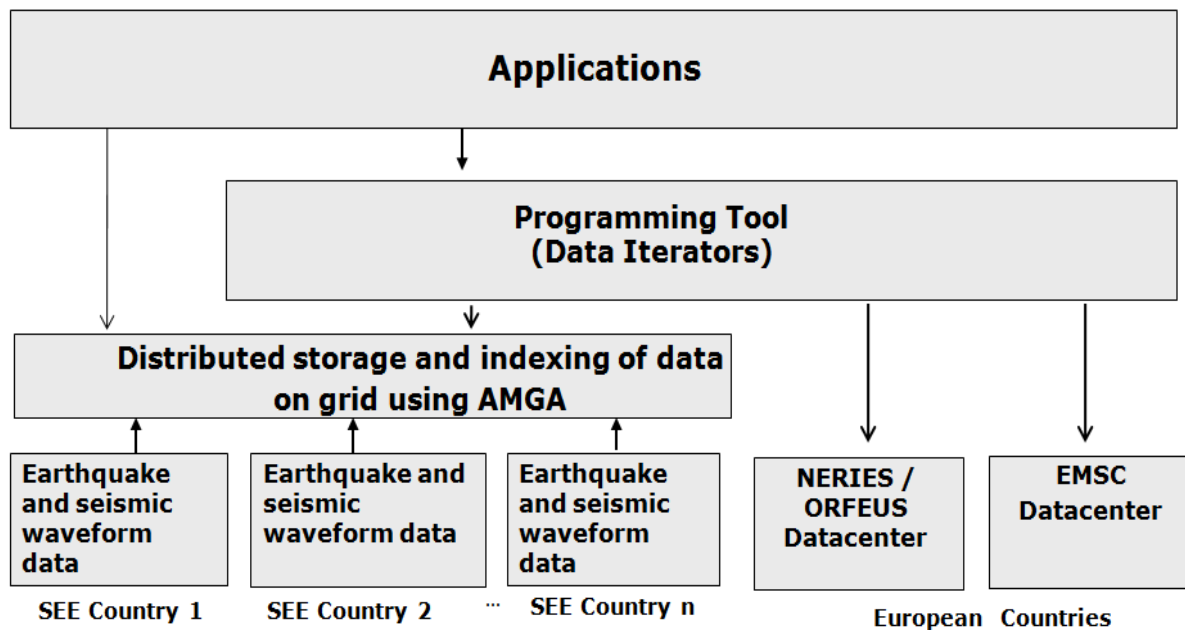 Applications
Programming Tool
(Data Iterators)
Distributed storage and indexing of data
on grid using AMGA
Earthquake
and seismic
waveform
data
Earthquake and
seismic
waveform data
Earthquake
and seismic
waveform
data
NERIES /
ORFEUS
Datacenter
EMSC
Datacenter
SEE Country 1
SEE Country 2
...
SEE Country n
European Countries